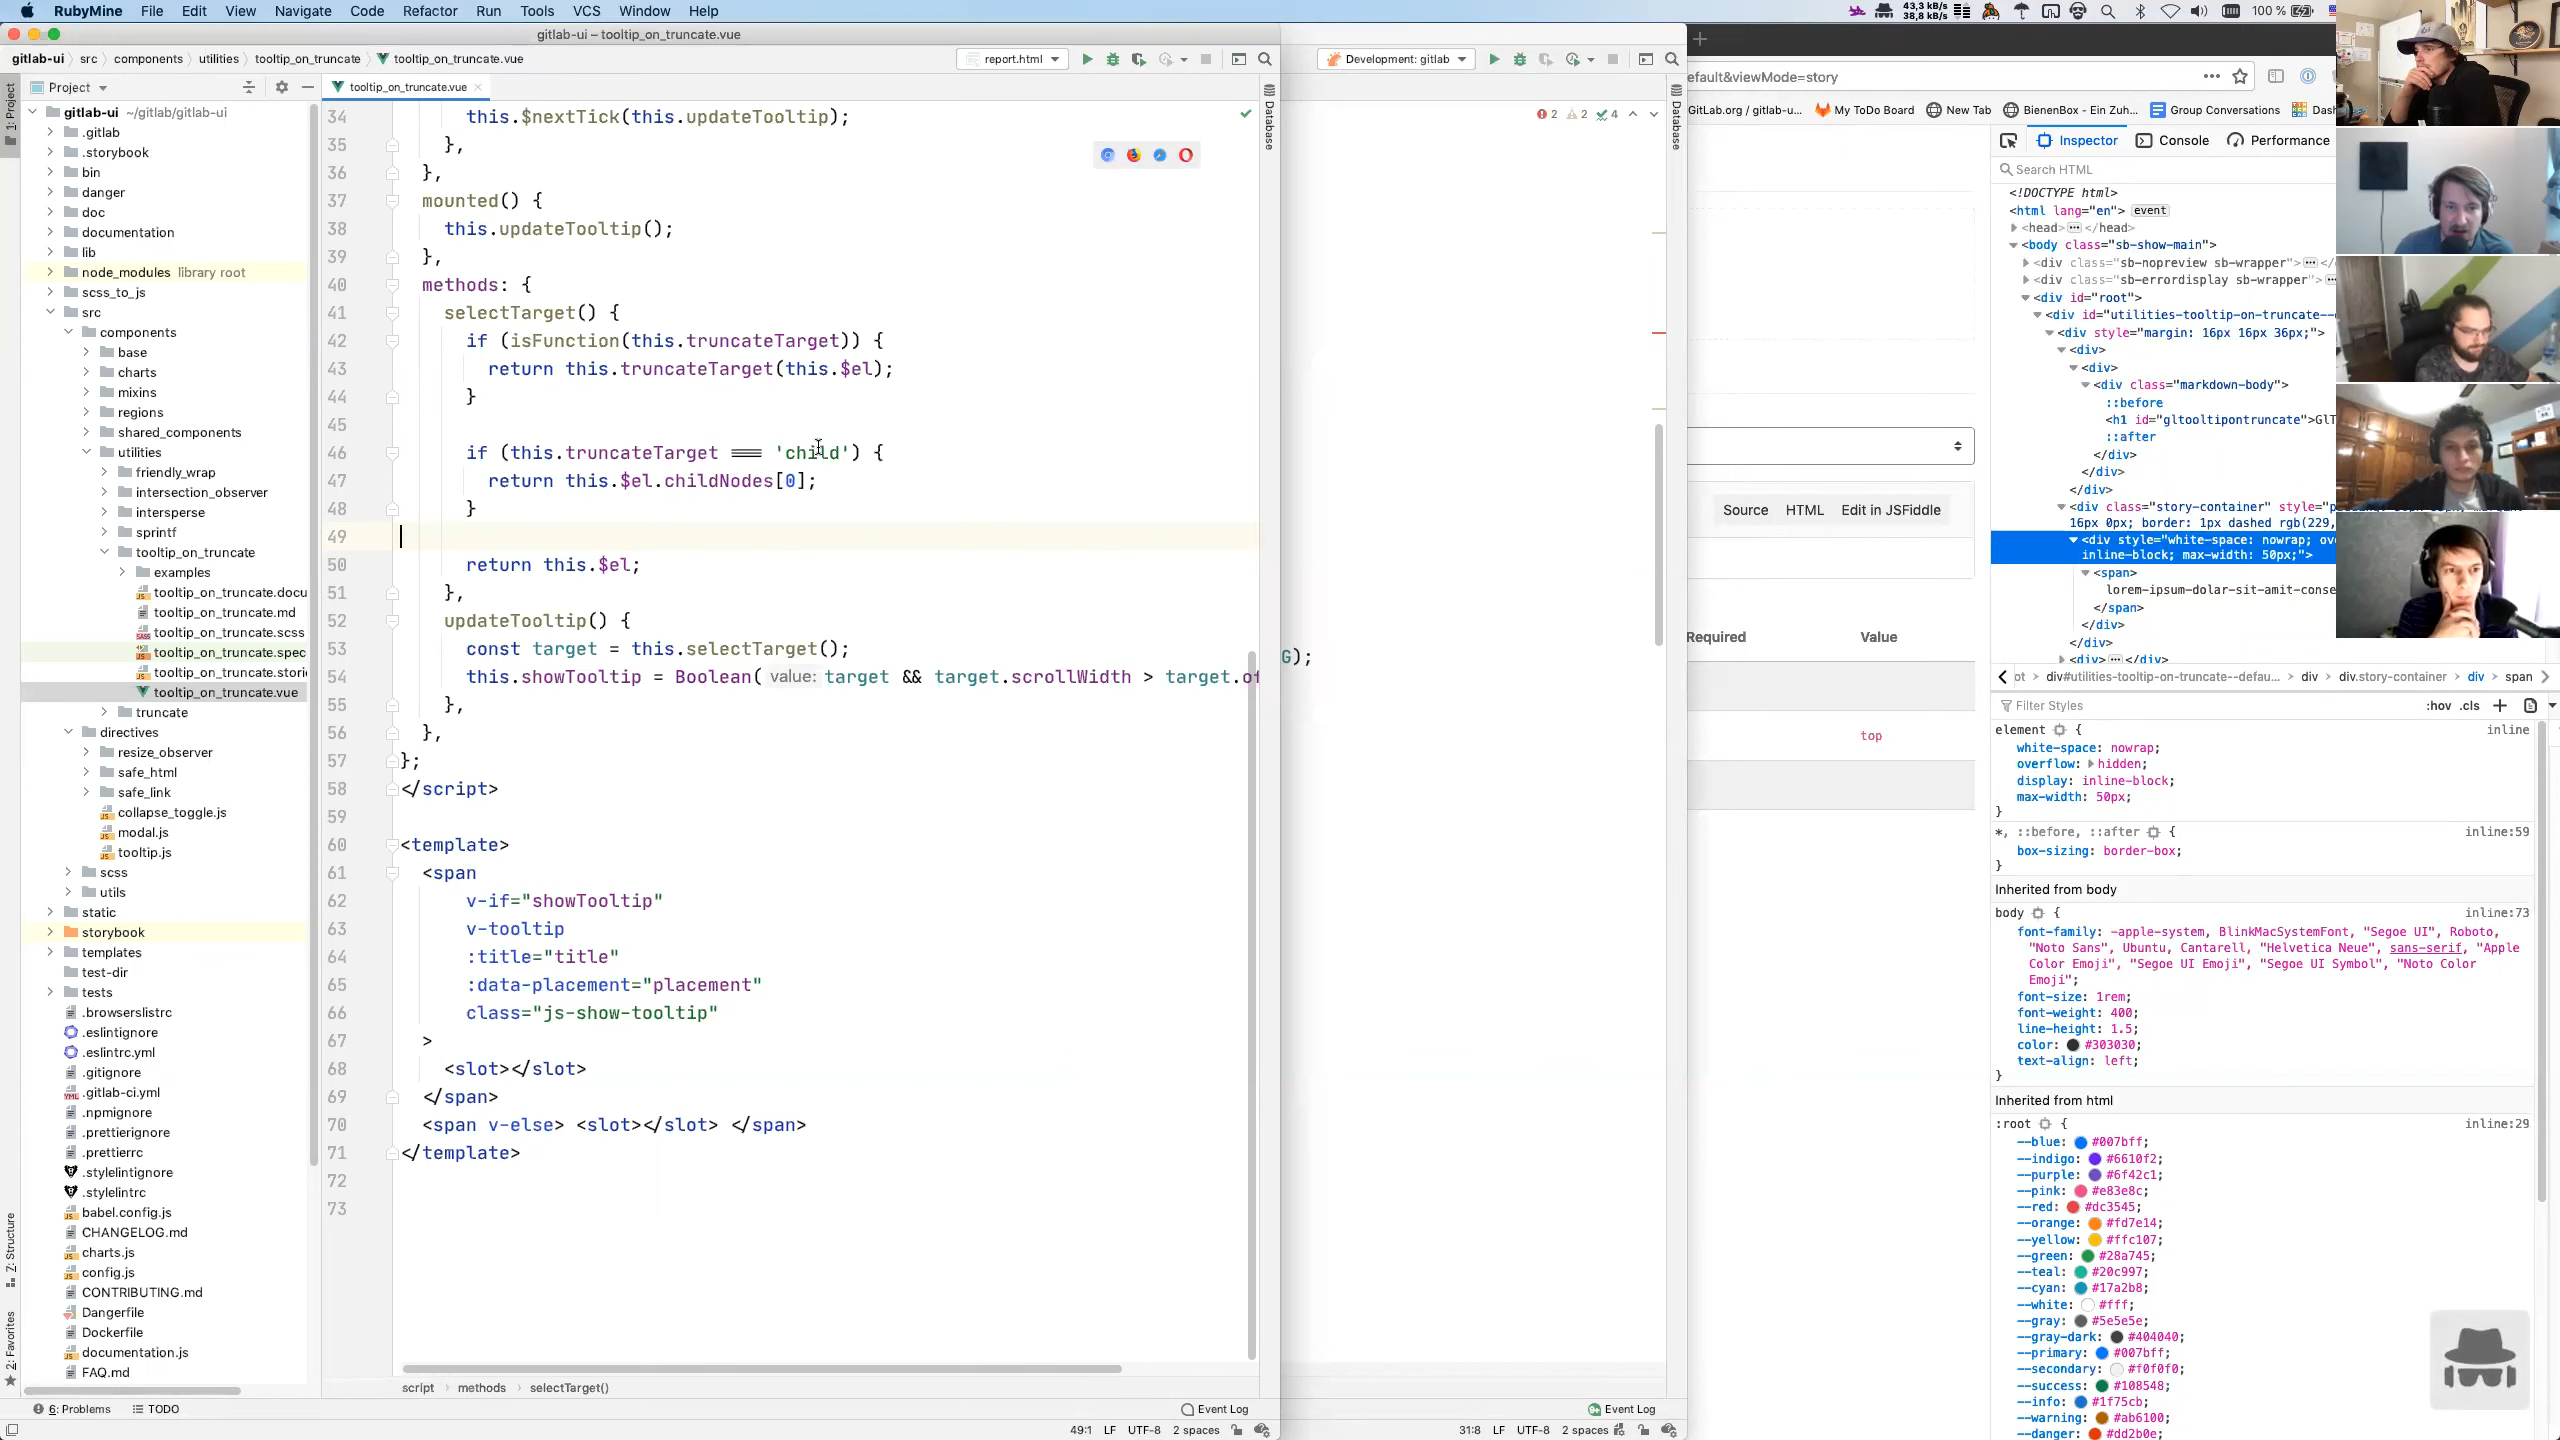 RubyMine File Edit View Navigate Code Refactor Run Tools VCS Window Help
43,3 kB/s
38,8 kB/s
100 %
gitlab-ui – tooltip_on_truncate.vue
gitlab-ui src components utilities tooltip_on_truncate tooltip_on_truncate.vue
report.html
Development: gitlab
Project
tooltip_on_truncate.vue
1: Project
gitlab-ui ~/gitlab/gitlab-ui
.gitlab
.storybook
bin
danger
doc
documentation
lib
node_modules library root
scss_to_js
src
components
base
charts
mixins
regions
shared_components
utilities
friendly_wrap
intersection_observer
intersperse
sprintf
tooltip_on_truncate
examples
tooltip_on_truncate.docu
tooltip_on_truncate.md
tooltip_on_truncate.scss
tooltip_on_truncate.spec
tooltip_on_truncate.storie
tooltip_on_truncate.vue
truncate
directives
resize_observer
safe_html
safe_link
collapse_toggle.js
modal.js
tooltip.js
scss
utils
static
storybook
templates
test-dir
tests
.browserslistrc
.eslintignore
.eslintrc.yml
.gitignore
.gitlab-ci.yml
.npmignore
.prettierignore
.prettierrc
.stylelintignore
.stylelintrc
babel.config.js
CHANGELOG.md
charts.js
config.js
CONTRIBUTING.md
Dangerfile
Dockerfile
documentation.js
FAQ.md
Z: Structure
2: Favorites
34 this.$nextTick(this.updateTooltip);
35 },
36 },
37 mounted() {
38 this.updateTooltip();
39 },
40 methods: {
41 selectTarget() {
42 if (isFunction(this.truncateTarget)) {
43 return this.truncateTarget(this.$el);
44 }
45
46 if (this.truncateTarget === 'child') {
47 return this.$el.childNodes[0];
48 }
49
50 return this.$el;
51 },
52 updateTooltip() {
53 const target = this.selectTarget();
54 this.showTooltip = Boolean( value: target && target.scrollWidth > target.of
55 },
56 },
57 };
58 </script>
59
60 <template>
61 <span
62 v-if="showTooltip"
63 v-tooltip
64 :title="title"
65 :data-placement="placement"
66 class="js-show-tooltip"
67 >
68 <slot></slot>
69 </span>
70 <span v-else> <slot></slot> </span>
71 </template>
72
73
script methods selectTarget()
6: Problems TODO
Event Log
49:1 LF UTF-8 2 spaces
Database
2 2 4
G);
Database
Event Log
31:8 LF UTF-8 2 spaces
efault&viewMode=story
GitLab.org / gitlab-u... My ToDo Board New Tab BienenBox - Ein Zuh... Group Conversations Das
Source HTML Edit in JSFiddle
Required Value
top
Inspector Console Performance
Search HTML
<!DOCTYPE html>
<html lang="en"> event
<head> </head>
<body class="sb-show-main">
<div class="sb-nopreview sb-wrapper"> </
<div class="sb-errordisplay sb-wrapper">
<div id="root">
<div id="utilities-tooltip-on-truncate--
<div style="margin: 16px 16px 36px;">
<div>
<div>
<div class="markdown-body">
::before
<h1 id="gltooltipontruncate">GlT
::after
</div>
</div>
</div>
<div class="story-container" style="p
16px 0px; border: 1px dashed rgb(229,
<div style="white-space: nowrap; ov
inline-block; max-width: 50px;">
<span>
lorem-ipsum-dolar-sit-amit-conse
</span>
</div>
</div>
<div> </div>
ot div#utilities-tooltip-on-truncate--defau... div div.story-container div span
Filter Styles :hov .cls
element { inline
white-space: nowrap;
overflow: hidden;
display: inline-block;
max-width: 50px;
}
*, ::before, ::after { inline:59
box-sizing: border-box;
}
Inherited from body
body { inline:73
font-family: -apple-system, BlinkMacSystemFont, "Segoe UI", Roboto,
"Noto Sans", Ubuntu, Cantarell, "Helvetica Neue", sans-serif, "Apple
Color Emoji", "Segoe UI Emoji", "Segoe UI Symbol", "Noto Color
Emoji";
font-size: 1rem;
font-weight: 400;
line-height: 1.5;
color: #303030;
text-align: left;
}
Inherited from html
:root { inline:29
--blue: #007bff;
--indigo: #6610f2;
--purple: #6f42c1;
--pink: #e83e8c;
--red: #dc3545;
--orange: #fd7e14;
--yellow: #ffc107;
--green: #28a745;
--teal: #20c997;
--cyan: #17a2b8;
--white: #fff;
--gray: #5e5e5e;
--gray-dark: #404040;
--primary: #007bff;
--secondary: #f0f0f0;
--success: #108548;
--info: #1f75cb;
--warning: #ab6100;
--danger: #dd2b0e;